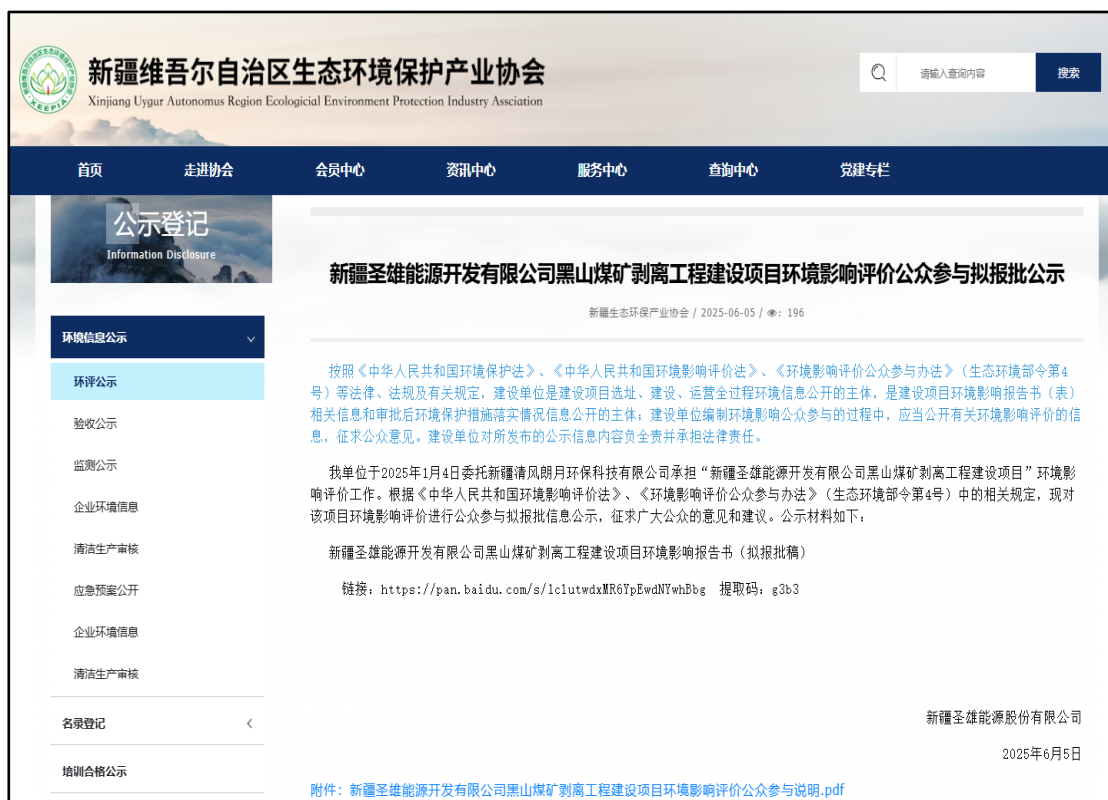 新疆维吾尔自治区生态环境保护产业协会
Xinjiang Uygur Autonomus Region Ecologicial Environment Protection Industry Assciation
XEEPIA
请输入查询内容
搜索
首页 走进协会 会员中心 资讯中心 服务中心 查询中心 党建专栏
公示登记
Information Disclosure
环境信息公示
环评公示
验收公示
监测公示
企业环境信息
清洁生产审核
应急预案公开
企业环境信息
清洁生产审核
名录登记
培训合格公示
新疆圣雄能源开发有限公司黑山煤矿剥离工程建设项目环境影响评价公众参与拟报批公示
新疆生态环保产业协会 / 2025-06-05 / 196
按照《中华人民共和国环境保护法》、《中华人民共和国环境影响评价法》、《环境影响评价公众参与办法》（生态环境部令第4
号）等法律、法规及有关规定，建设单位是建设项目选址、建设、运营全过程环境信息公开的主体，是建设项目环境影响报告书（表）
相关信息和审批后环境保护措施落实情况信息公开的主体；建设单位编制环境影响公众参与的过程中，应当公开有关环境影响评价的信
息，征求公众意见。建设单位对所发布的公示信息内容负全责并承担法律责任。
我单位于2025年1月4日委托新疆清风朗月环保科技有限公司承担“新疆圣雄能源开发有限公司黑山煤矿剥离工程建设项目”环境影
响评价工作。根据《中华人民共和国环境影响评价法》、《环境影响评价公众参与办法》（生态环境部令第4号）中的相关规定，现对
该项目环境影响评价进行公众参与拟报批信息公示，征求广大公众的意见和建议。公示材料如下：
新疆圣雄能源开发有限公司黑山煤矿剥离工程建设项目环境影响报告书（拟报批稿）
链接：https://pan.baidu.com/s/1clutwdxMR6YpEwdNYwhBbg 提取码：g3b3
新疆圣雄能源股份有限公司
2025年6月5日
附件：新疆圣雄能源开发有限公司黑山煤矿剥离工程建设项目环境影响评价公众参与说明.pdf